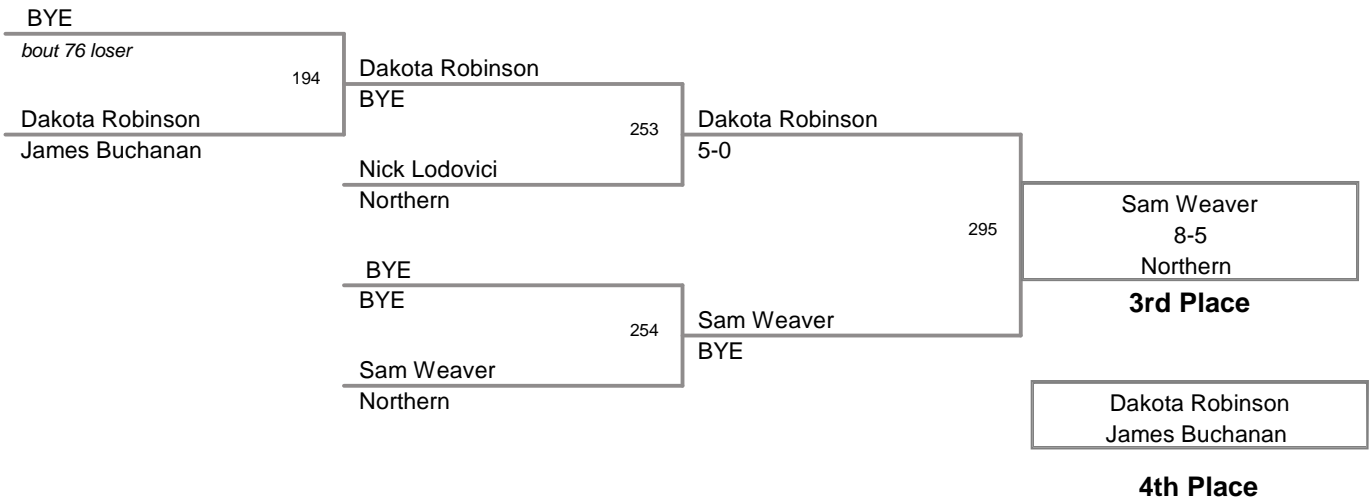 BYE
bout 76 loser
194
Dakota Robinson
James Buchanan
Dakota Robinson
BYE
253
Nick Lodovici
Northern
BYE
BYE
254
Sam Weaver
Northern
Dakota Robinson
5-0
295
Sam Weaver
BYE
Sam Weaver
8-5
Northern
3rd Place
Dakota Robinson
James Buchanan
4th Place